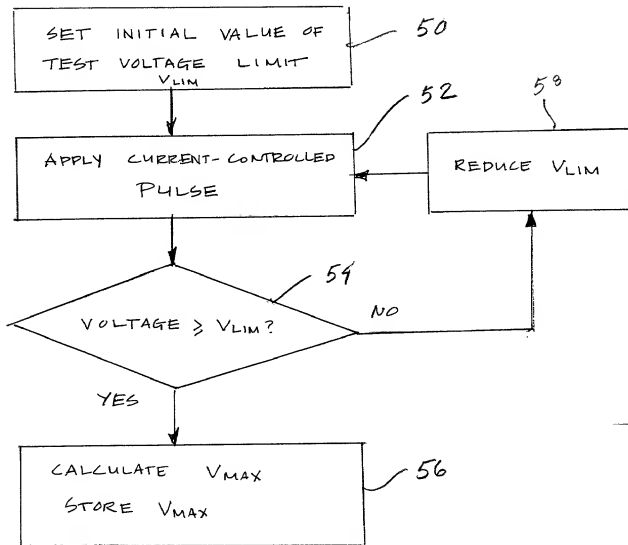 SET INITIAL VALUE OF
TEST VOLTAGE LIMIT
VLIM
50
52
58
APPLY CURRENT-CONTROLLED
PULSE
REDUCE VLIM
54
VOLTAGE ≥ VLIM?
NO
YES
CALCULATE VMAX
STORE VMAX
56